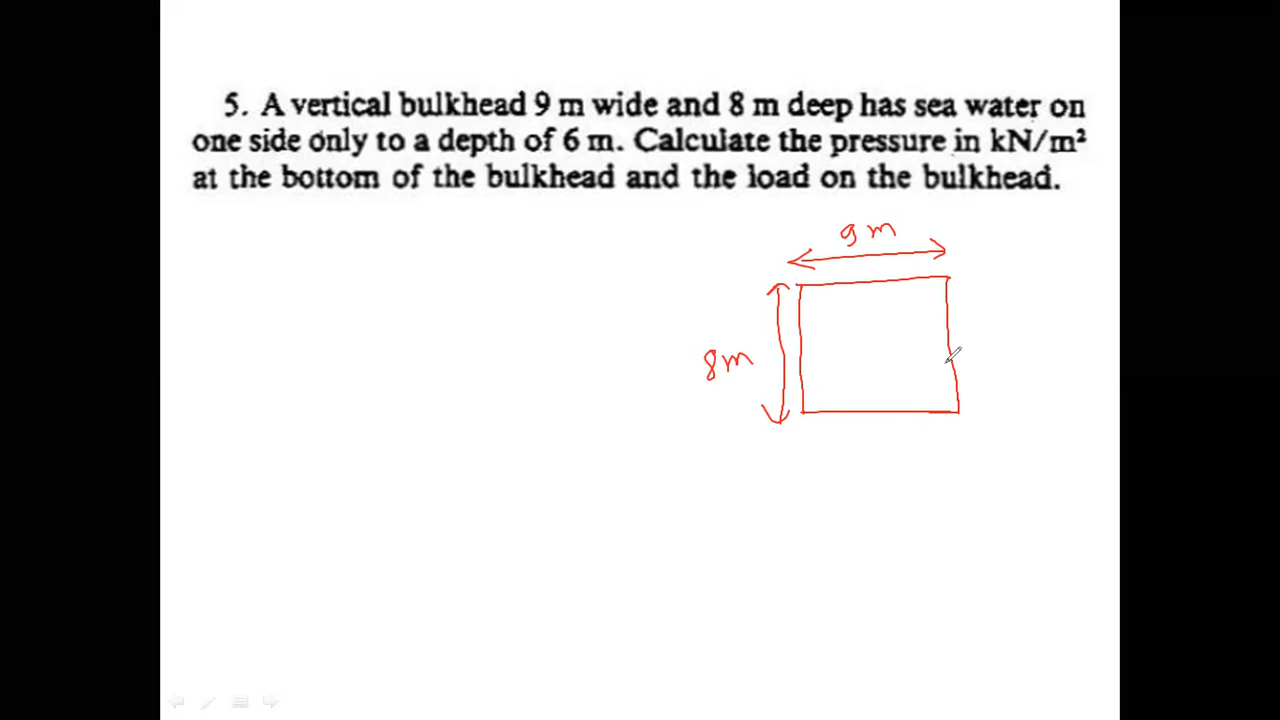 5. A vertical bulkhead 9 m wide and 8 m deep has sea water on
one side only to a depth of 6 m. Calculate the pressure in kN/m²
at the bottom of the bulkhead and the load on the bulkhead.
9 m
8m